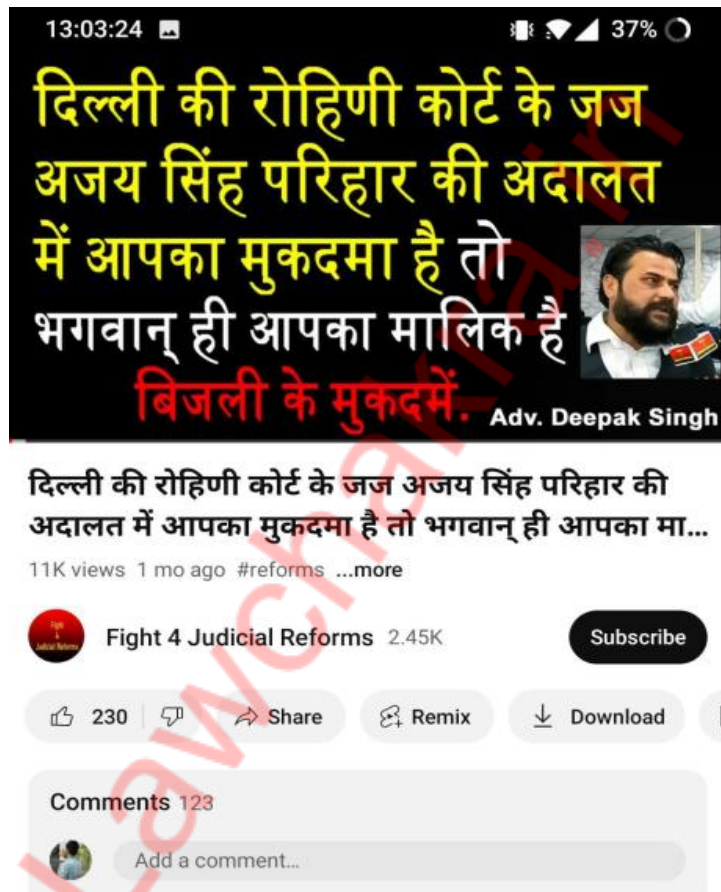 13:03:24
37%
दिल्ली की रोहिणी कोर्ट के जज
अजय सिंह परिहार की अदालत
में आपका मुकदमा है तो
भगवान् ही आपका मालिक है
बिजली के मुकदमें.
Adv. Deepak Singh
दिल्ली की रोहिणी कोर्ट के जज अजय सिंह परिहार की
अदालत में आपका मुकदमा है तो भगवान् ही आपका मा...
11K views 1 mo ago #reforms ...more
Fight 4 Judicial Reforms 2.45K
Subscribe
230
Share
Remix
Download
Comments 123
Add a comment...
Lawchakra.in